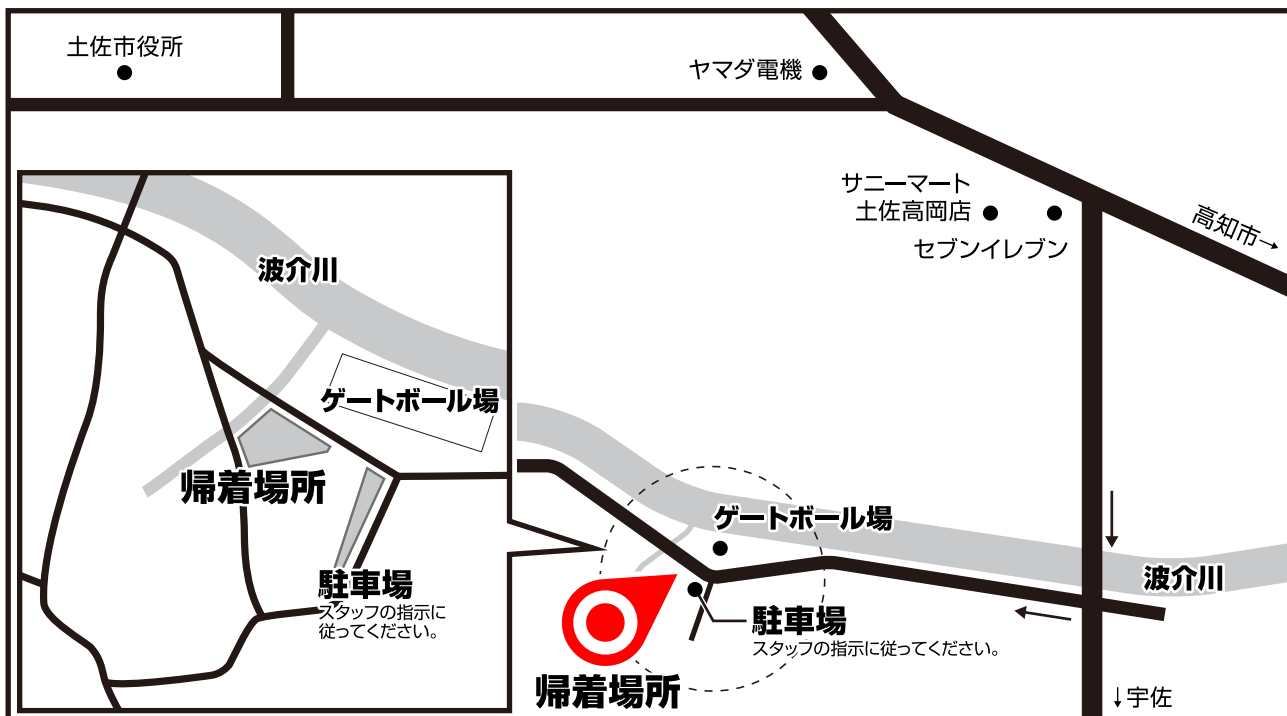 土佐市役所
ヤマダ電機
サニーマート
土佐高岡店
セブンイレブン
高知市→
波介川
ゲートボール場
帰着場所
駐車場
スタッフの指示に
従ってください。
ゲートボール場
波介川
駐車場
スタッフの指示に従ってください。
帰着場所
↓宇佐